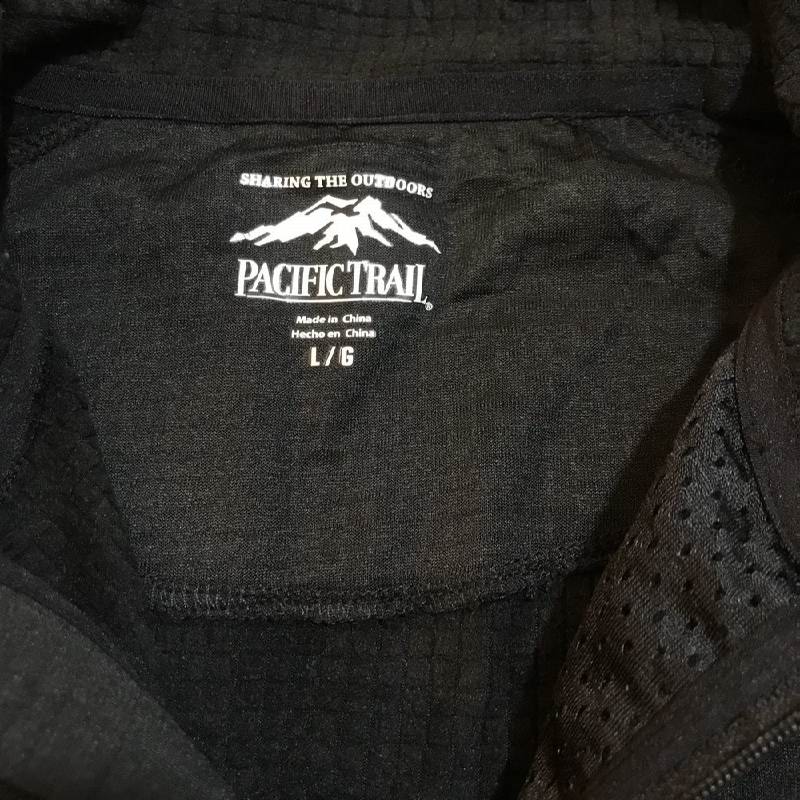 SHARING THE OUTDOORS
PACIFIC TRAIL®
Made in China
Hecho en China
L/G